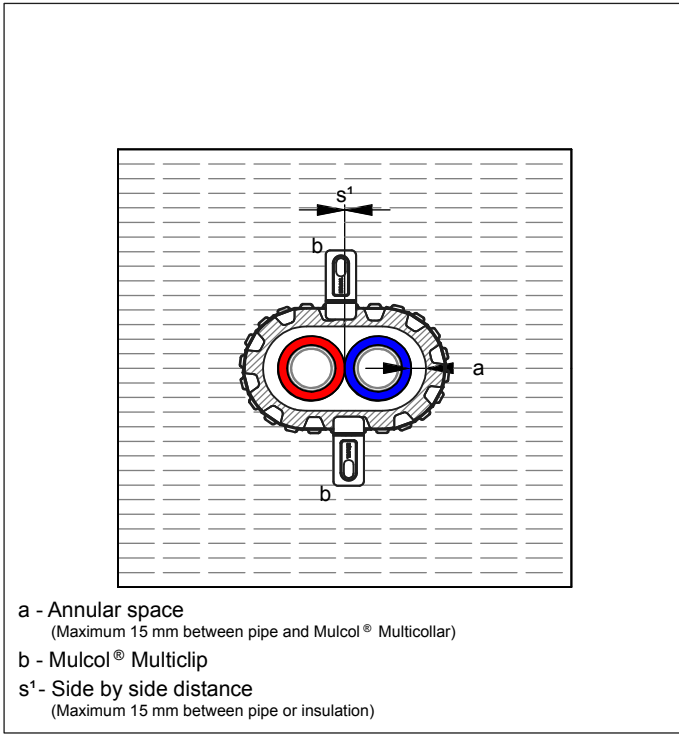 s¹
b
a
b
a - Annular space
(Maximum 15 mm between pipe and Mulcol® Multicollar)
b - Mulcol® Multiclip
s¹- Side by side distance
(Maximum 15 mm between pipe or insulation)